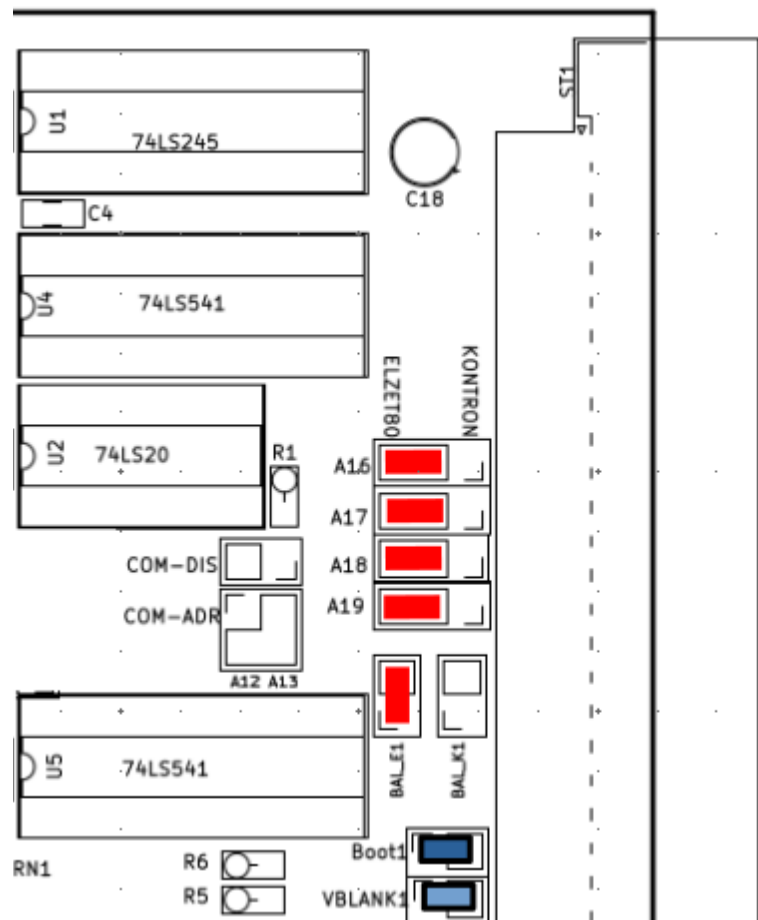 ST1
U1
74LS245
C18
C4
U4
74LS541
ELZET80
KONTRON
U2
74LS20
R1
A16
A17
COM-DIS
A18
COM-ADR
A19
A12 A13
U5
74LS541
BAL_E1
BAL_K1
Boot1
RN1
R6
R5
VBLANK1